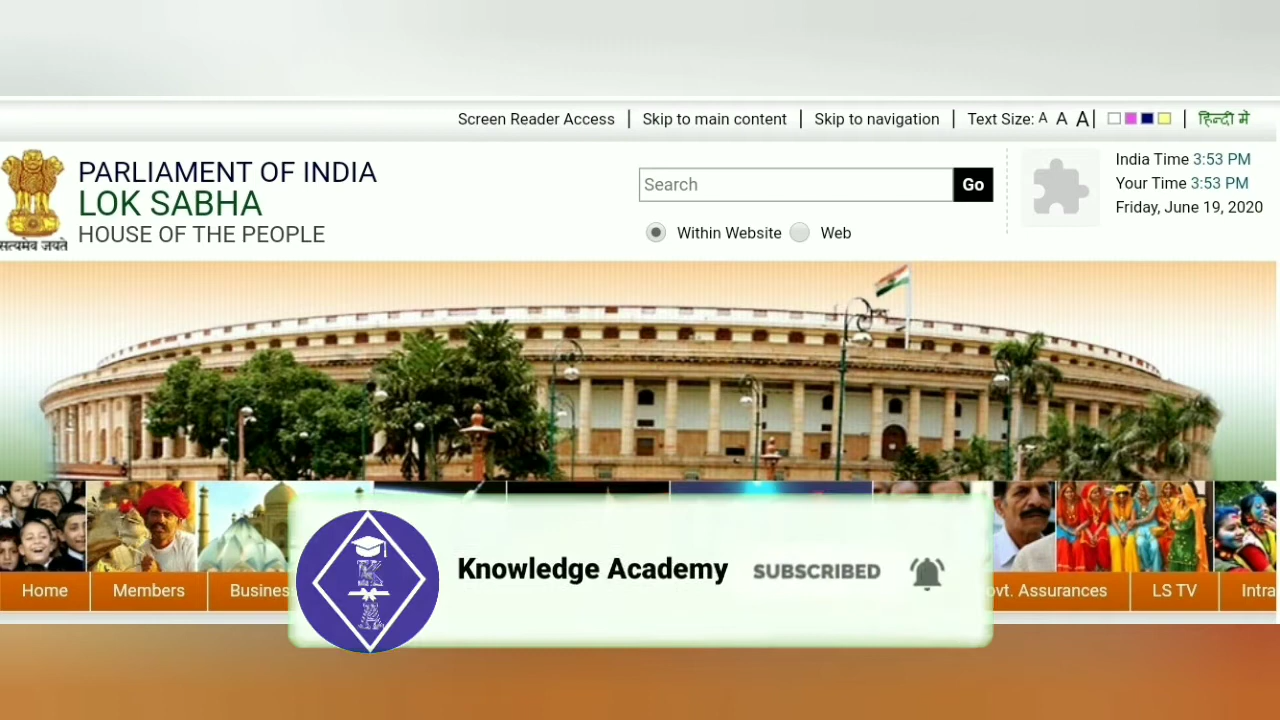 Screen Reader Access | Skip to main content | Skip to navigation | Text Size: A A A | हिन्दी में
PARLIAMENT OF INDIA
LOK SABHA
HOUSE OF THE PEOPLE
सत्यमेव जयते
Search Go
Within Website Web
India Time 3:53 PM
Your Time 3:53 PM
Friday, June 19, 2020
Knowledge Academy SUBSCRIBED
Home Members Business ovt. Assurances LS TV Intra